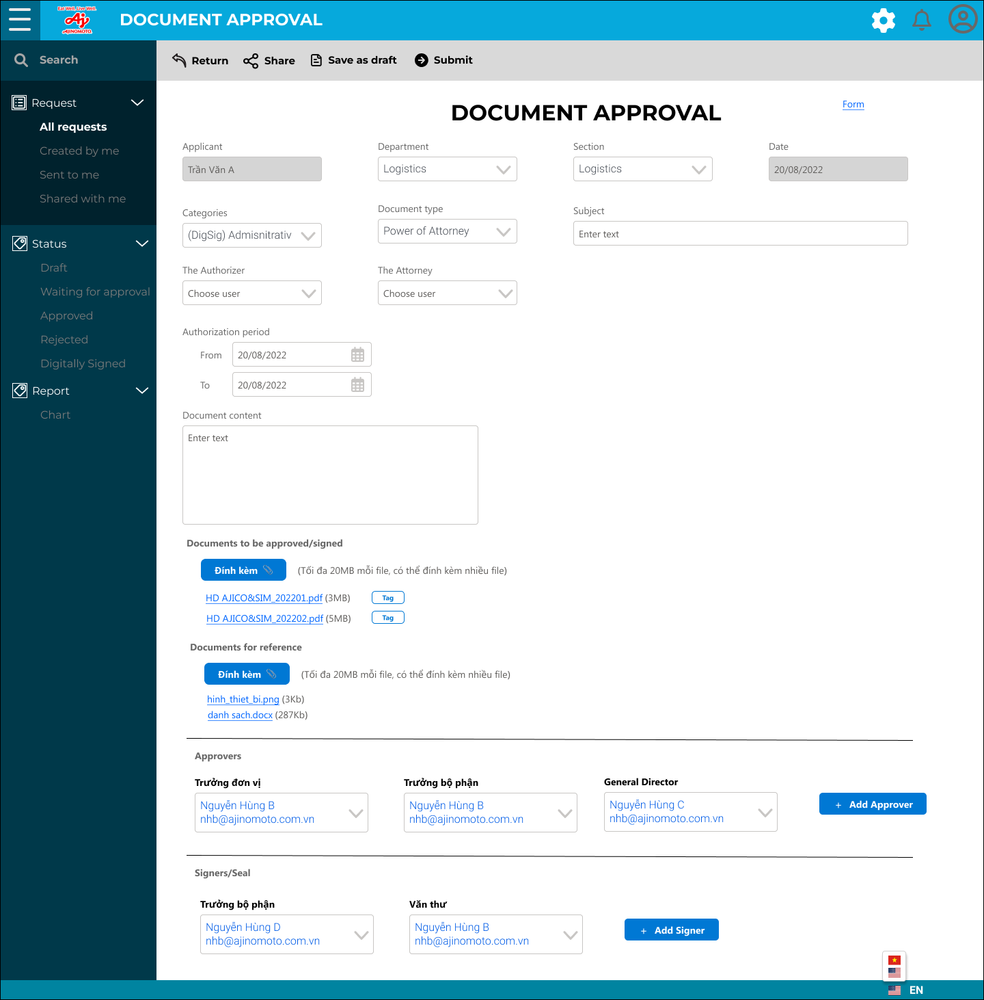 Eat Well, Live Well.
AJINOMOTO
DOCUMENT APPROVAL
Search
Return
Share
Save as draft
Submit
Request
All requests
Created by me
Sent to me
Shared with me
Status
Draft
Waiting for approval
Approved
Rejected
Digitally Signed
Report
Chart
DOCUMENT APPROVAL
Form
Applicant
Department
Section
Date
Trần Văn A
Logistics
Logistics
20/08/2022
Categories
Document type
Subject
(DigSig) Admisnitrativ
Power of Attorney
Enter text
The Authorizer
The Attorney
Choose user
Choose user
Authorization period
From
20/08/2022
To
20/08/2022
Document content
Enter text
Documents to be approved/signed
Đính kèm
(Tối đa 20MB mỗi file, có thể đính kèm nhiều file)
HD AJICO&SIM_202201.pdf (3MB)
Tag
HD AJICO&SIM_202202.pdf (5MB)
Tag
Documents for reference
Đính kèm
(Tối đa 20MB mỗi file, có thể đính kèm nhiều file)
hinh_thiet_bi.png (3Kb)
danh sach.docx (287Kb)
Approvers
Trưởng đơn vị
Trưởng bộ phận
General Director
Nguyễn Hùng B
nhb@ajinomoto.com.vn
Nguyễn Hùng B
nhb@ajinomoto.com.vn
Nguyễn Hùng C
nhb@ajinomoto.com.vn
+ Add Approver
Signers/Seal
Trưởng bộ phận
Văn thư
Nguyễn Hùng D
nhb@ajinomoto.com.vn
Nguyễn Hùng B
nhb@ajinomoto.com.vn
+ Add Signer
EN